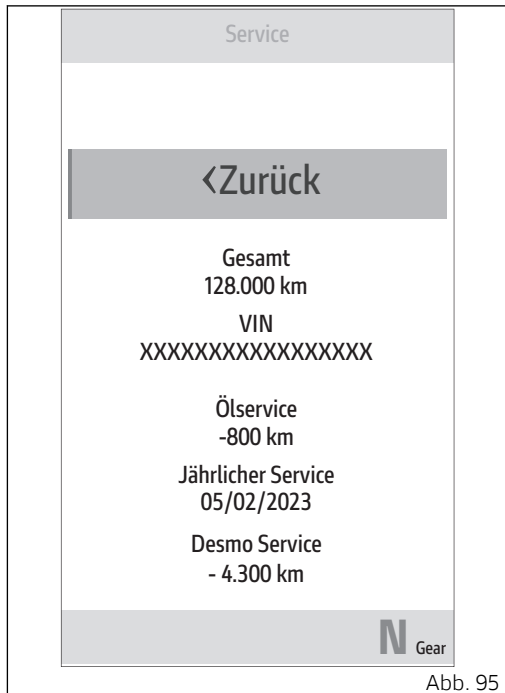 Service
‹Zurück
Gesamt
128.000 km
VIN
XXXXXXXXXXXXXXXXX
Ölservice
-800 km
Jährlicher Service
05/02/2023
Desmo Service
- 4.300 km
N Gear
Abb. 95